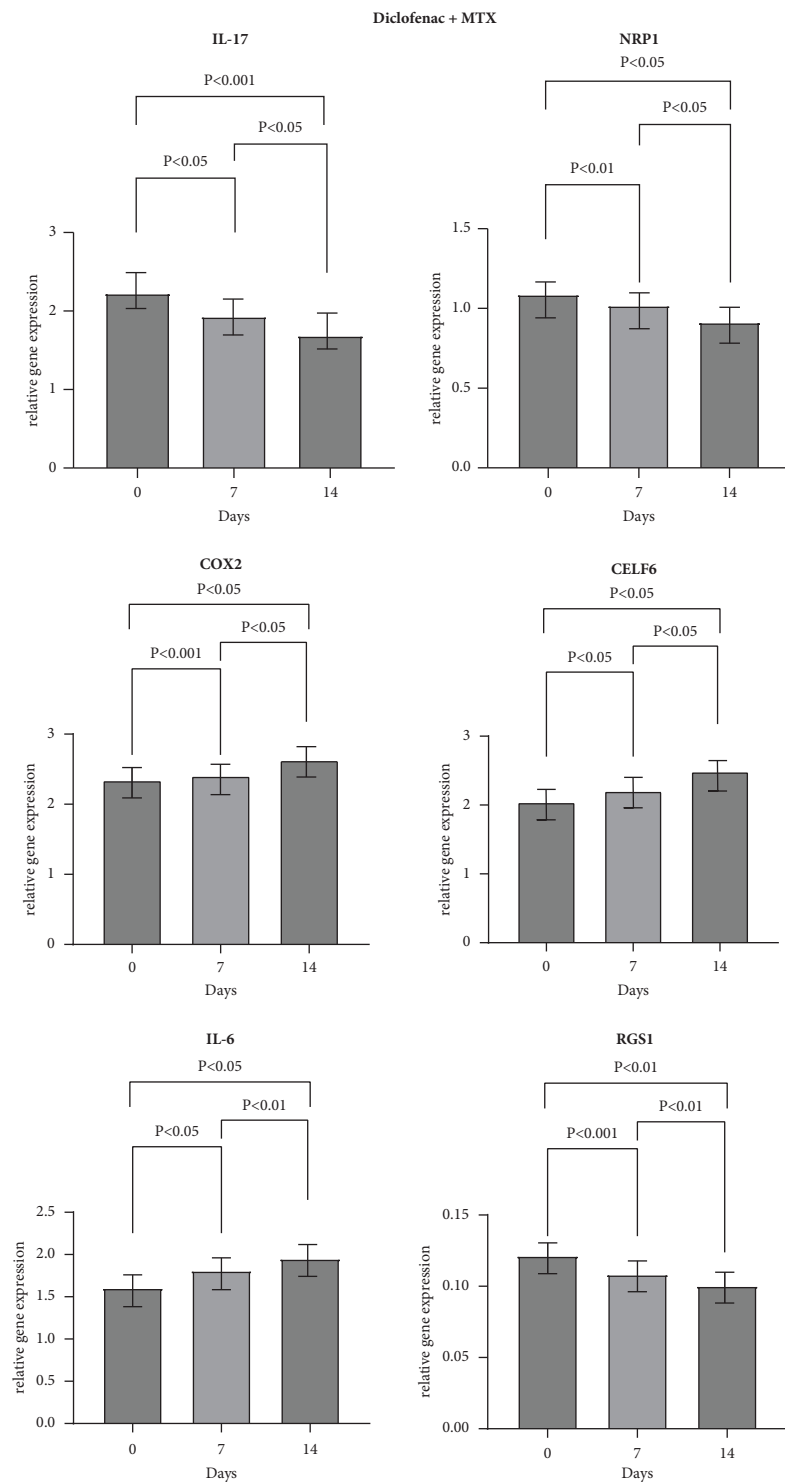 Diclofenac + MTX
IL-17
P<0.001
P<0.05
P<0.05
relative gene expression
3
2
1
0
0 7 14
Days
NRP1
P<0.05
P<0.05
P<0.01
relative gene expression
1.5
1.0
0.5
0.0
0 7 14
Days
COX2
P<0.05
P<0.05
P<0.001
relative gene expression
3
2
1
0
0 7 14
Days
CELF6
P<0.05
P<0.05
P<0.05
relative gene expression
3
2
1
0
0 7 14
Days
IL-6
P<0.05
P<0.01
P<0.05
relative gene expression
2.5
2.0
1.5
1.0
0.5
0.0
0 7 14
Days
RGS1
P<0.01
P<0.01
P<0.001
relative gene expression
0.15
0.10
0.05
0.00
0 7 14
Days